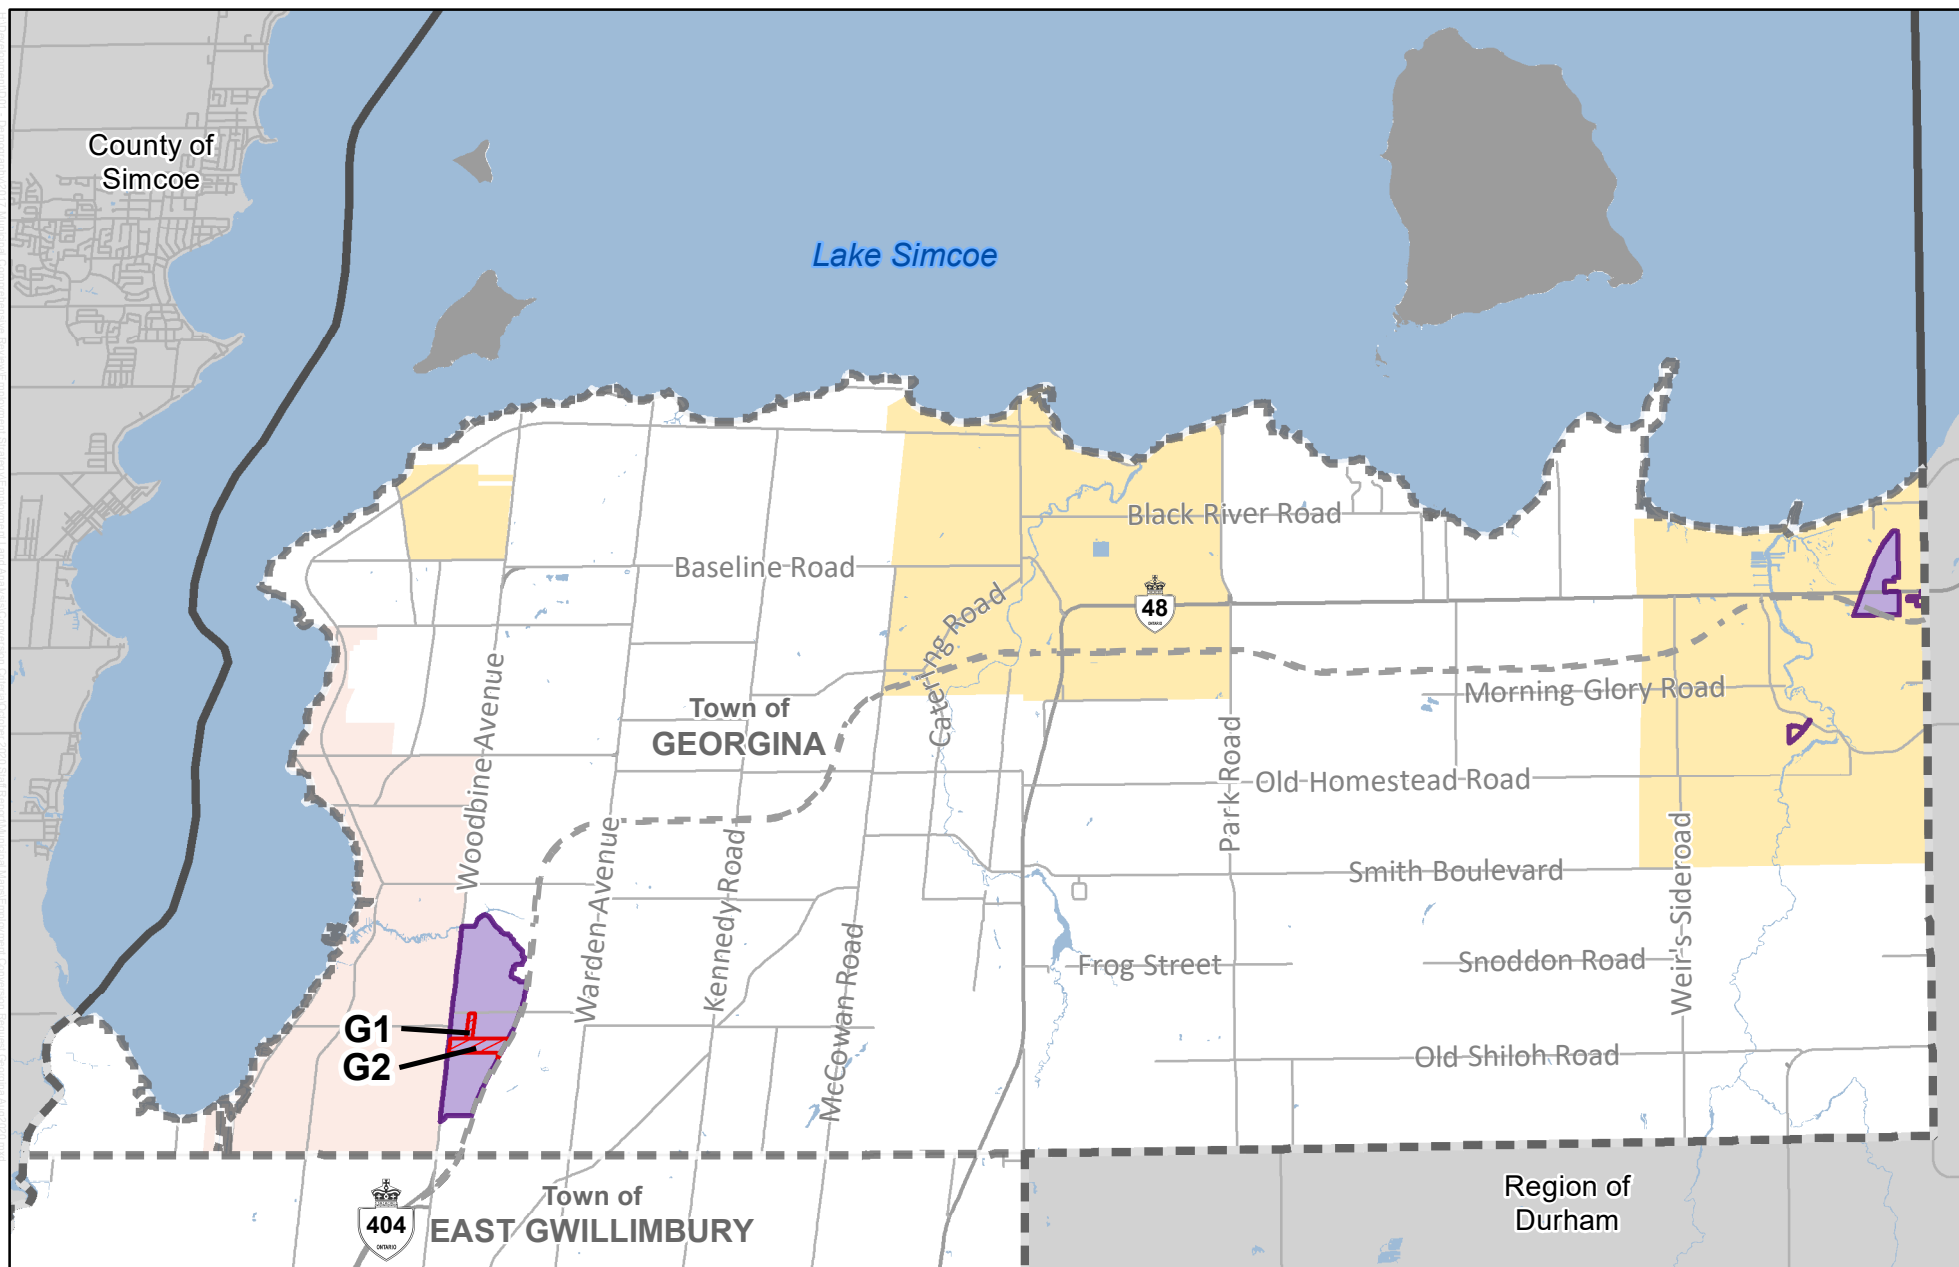 County of
Simcoe
Lake Simcoe
Black River Road
Baseline Road
48
ONTARIO
Catering Road
Woodbine Avenue
Morning Glory Road
Town of
GEORGINA
Park Road
Old Homestead Road
Warden Avenue
Kennedy Road
Smith Boulevard
Weir's Sideroad
McCowan Road
Frog Street
Snoddon Road
G1
G2
Old Shiloh Road
404
ONTARIO
Town of
EAST GWILLIMBURY
Region of
Durham